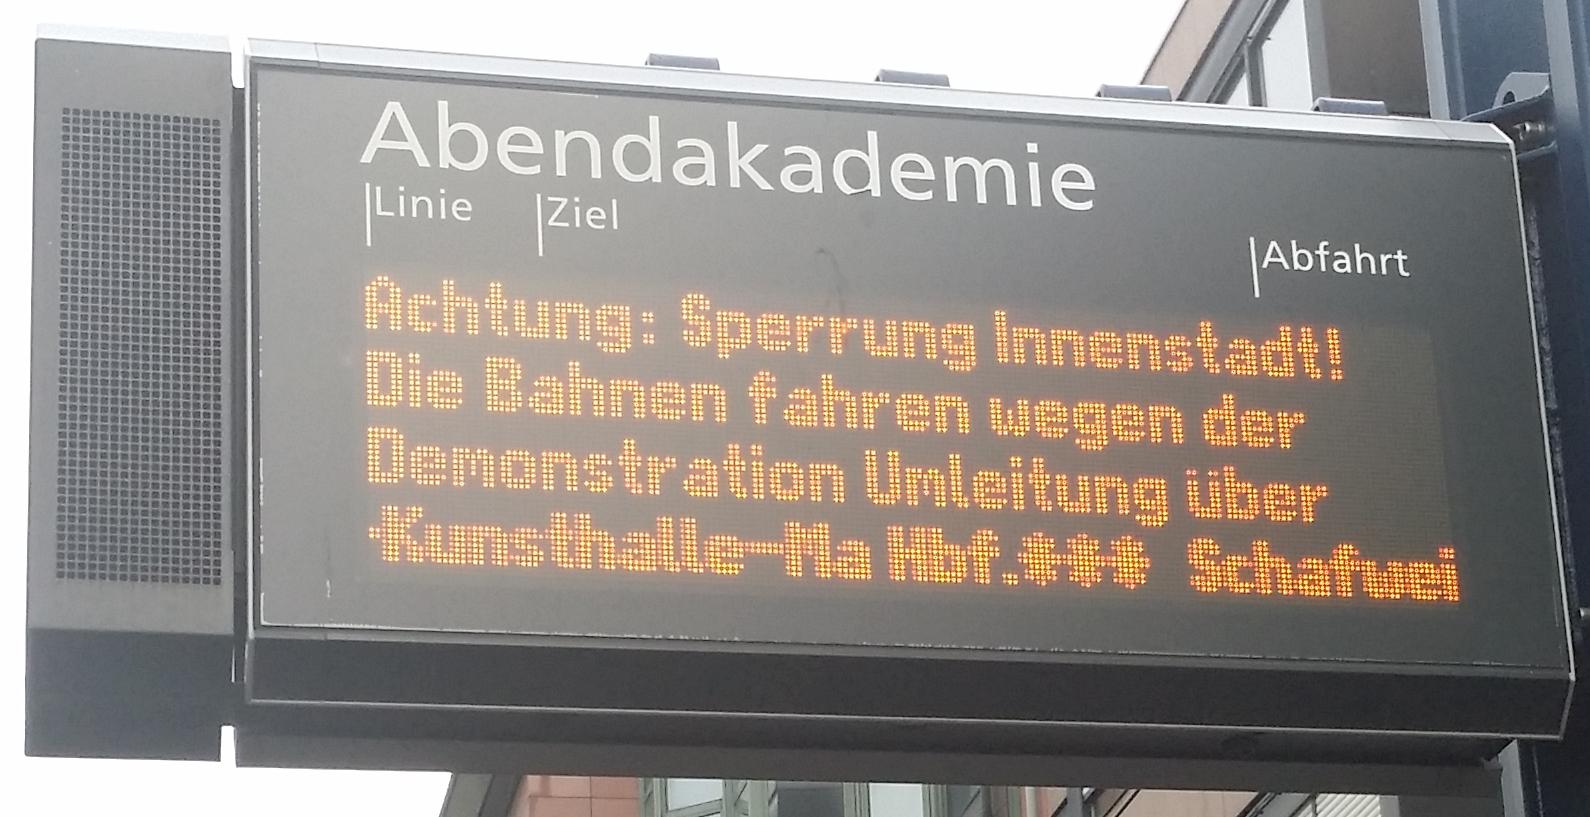 Abendakademie
Linie Ziel Abfahrt
Achtung: Sperrung Innenstadt!
Die Bahnen fahren wegen der
Demonstration Umleitung über
Kunsthalle-Ma Hbf.*** Schafwei